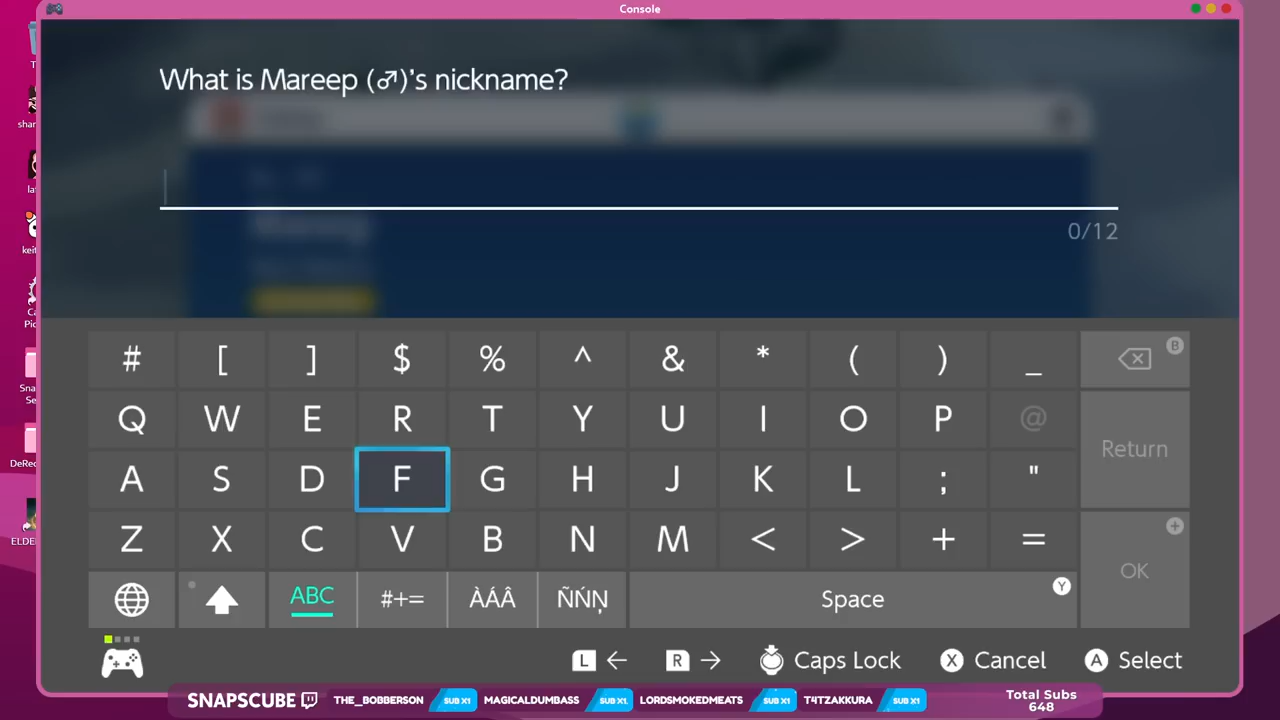 Console
What is Mareep (♂)'s nickname?
0/12
# [ ] $ % ^ & * ( ) _ B
Q W E R T Y U I O P @ Return
A S D F G H J K L ; "
Z X C V B N M < > + = + OK
ABC #+= ÀÁÂ ÑŃŅ Space Y
L ← R → Caps Lock X Cancel A Select
SNAPSCUBE THE_BOBBERSON SUB X1 MAGICALDUMBASS SUB X1 LORDSMOKEDMEATS SUB X1 T4TZAKKURA SUB X1 Total Subs
648